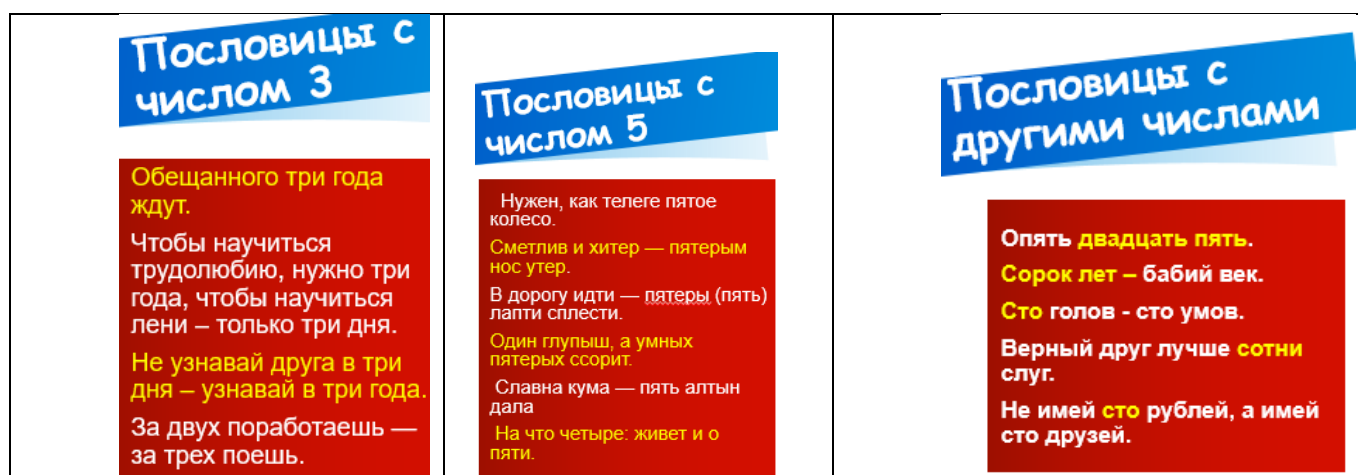 Пословицы с
числом 3
Обещанного три года
ждут.
Чтобы научиться
трудолюбию, нужно три
года, чтобы научиться
лени – только три дня.
Не узнавай друга в три
дня – узнавай в три года.
За двух поработаешь —
за трех поешь.
Пословицы с
числом 5
Нужен, как телеге пятое
колесо.
Сметлив и хитер — пятерым
нос утер.
В дорогу идти — пятеры (пять)
лапти сплести.
Один глупыш, а умных
пятерых ссорит.
Славна кума — пять алтын
дала
На что четыре: живет и о
пяти.
Пословицы с
другими числами
Опять двадцать пять.
Сорок лет – бабий век.
Сто голов - сто умов.
Верный друг лучше сотни
слуг.
Не имей сто рублей, а имей
сто друзей.